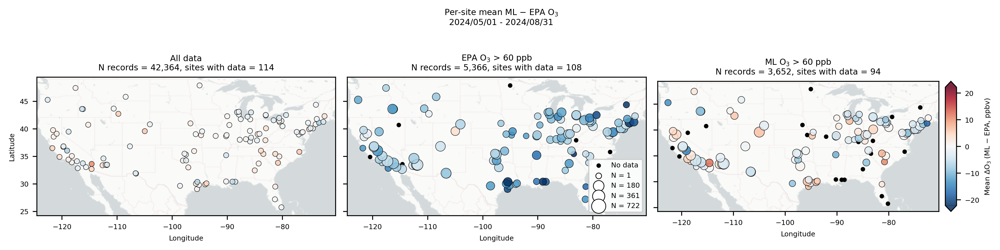 Per-site mean ML − EPA O₃
2024/05/01 - 2024/08/31
All data
N records = 42,364, sites with data = 114
EPA O₃ > 60 ppb
N records = 5,366, sites with data = 108
ML O₃ > 60 ppb
N records = 3,652, sites with data = 94
Latitude
45
40
35
30
25
−120
−110
−100
−90
−80
Longitude
No data
N = 1
N = 180
N = 361
N = 722
−120
−110
−100
−90
−80
Longitude
−120
−110
−100
−90
−80
Longitude
20
10
0
−10
−20
Mean ΔO₃ (ML − EPA, ppbv)